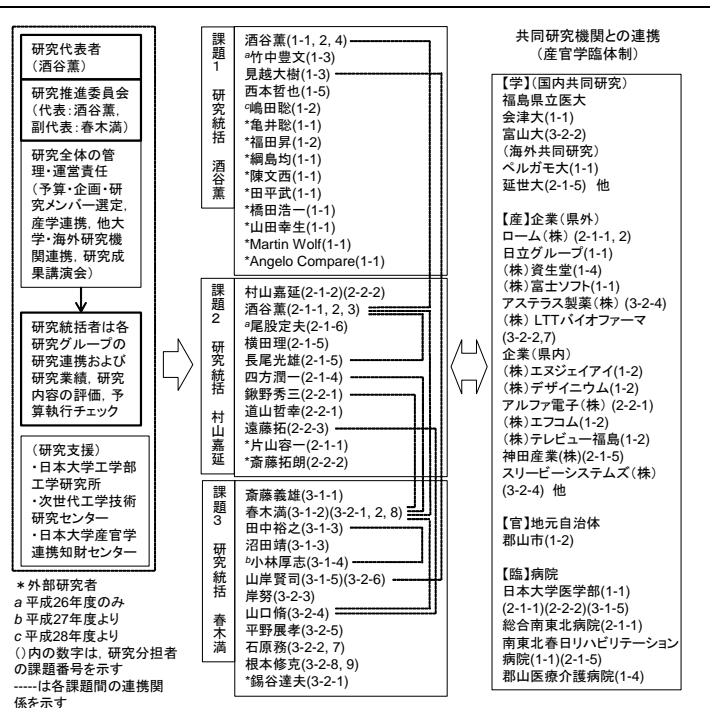 研究代表者
(酒谷薫)
研究推進委員会
(代表:酒谷薫,
副代表:春木満)
研究全体の管
理・運営責任
(予算・企画・研
究メンバー選定,
産学連携, 他大
学・海外研究機
関連携, 研究成
果講演会)
研究統括者は各
研究グループの
研究連携および
研究業績, 研究
内容の評価, 予
算執行チェック
(研究支援)
・日本大学工学部
工学研究所
・次世代工学技術
研究センター
・日本大学産官学
連携知財センター
*外部研究者
a 平成26年度のみ
b 平成27年度より
c 平成28年度より
()内の数字は, 研究分担者
の課題番号を示す
-----は各課題間の連携関
係を示す
課題1 研究統括 酒谷薫
酒谷薫(1-1, 2, 4)
a竹中豊文(1-3)
見越大樹(1-3)
西本哲也(1-5)
c嶋田聡(1-2)
*亀井聡(1-1)
*福田昇(1-2)
*綱島均(1-1)
*陳文西(1-1)
*田平武(1-1)
*橋田浩一(1-1)
*山田幸生(1-1)
*Martin Wolf(1-1)
*Angelo Compare(1-1)
課題2 研究統括 村山嘉延
村山嘉延(2-1-2)(2-2-2)
酒谷薫(2-1-1, 2, 3)
a尾股定夫(2-1-6)
横田理(2-1-5)
長尾光雄(2-1-5)
四方潤一(2-1-4)
鍬野秀三(2-2-1)
道山哲幸(2-2-1)
遠藤拓(2-2-3)
*片山容一(2-1-1)
*斎藤拓朗(2-2-2)
課題3 研究統括 春木満
斎藤義雄(3-1-1)
春木満(3-1-2)(3-2-1, 2, 8)
田中裕之(3-1-3)
沼田靖(3-1-3)
b小林厚志(3-1-4)
山岸賢司(3-1-5)(3-2-6)
岸努(3-2-3)
山口脩(3-2-4)
平野展孝(3-2-5)
石原務(3-2-2, 7)
根本修克(3-2-8, 9)
*錫谷達夫(3-2-1)
共同研究機関との連携
(産官学臨体制)
【学】(国内共同研究)
福島県立医大
会津大(1-1)
富山大(3-2-2)
(海外共同研究)
ベルガモ大(1-1)
延世大(2-1-5) 他
【産】企業(県外)
ローム(株) (2-1-1, 2)
日立グループ(1-1)
(株)資生堂(1-4)
(株)富士ソフト(1-1)
アステラス製薬(株) (3-2-4)
(株) LTTバイオファーマ
(3-2-2,7)
企業(県内)
(株)エヌジェイアイ(1-2)
(株)デザイニウム(1-2)
アルファ電子(株) (2-2-1)
(株)エフコム(1-2)
(株)テレビュー福島(1-2)
神田産業(株)(2-1-5)
スリービーシステムズ(株)
(3-2-4) 他
【官】地元自治体
郡山市(1-2)
【臨】病院
日本大学医学部(1-1)
(2-1-1)(2-2-2)(3-1-5)
総合南東北病院(2-1-1)
南東北春日リハビリテーション
病院(1-1)(2-1-5)
郡山医療介護病院(1-4)